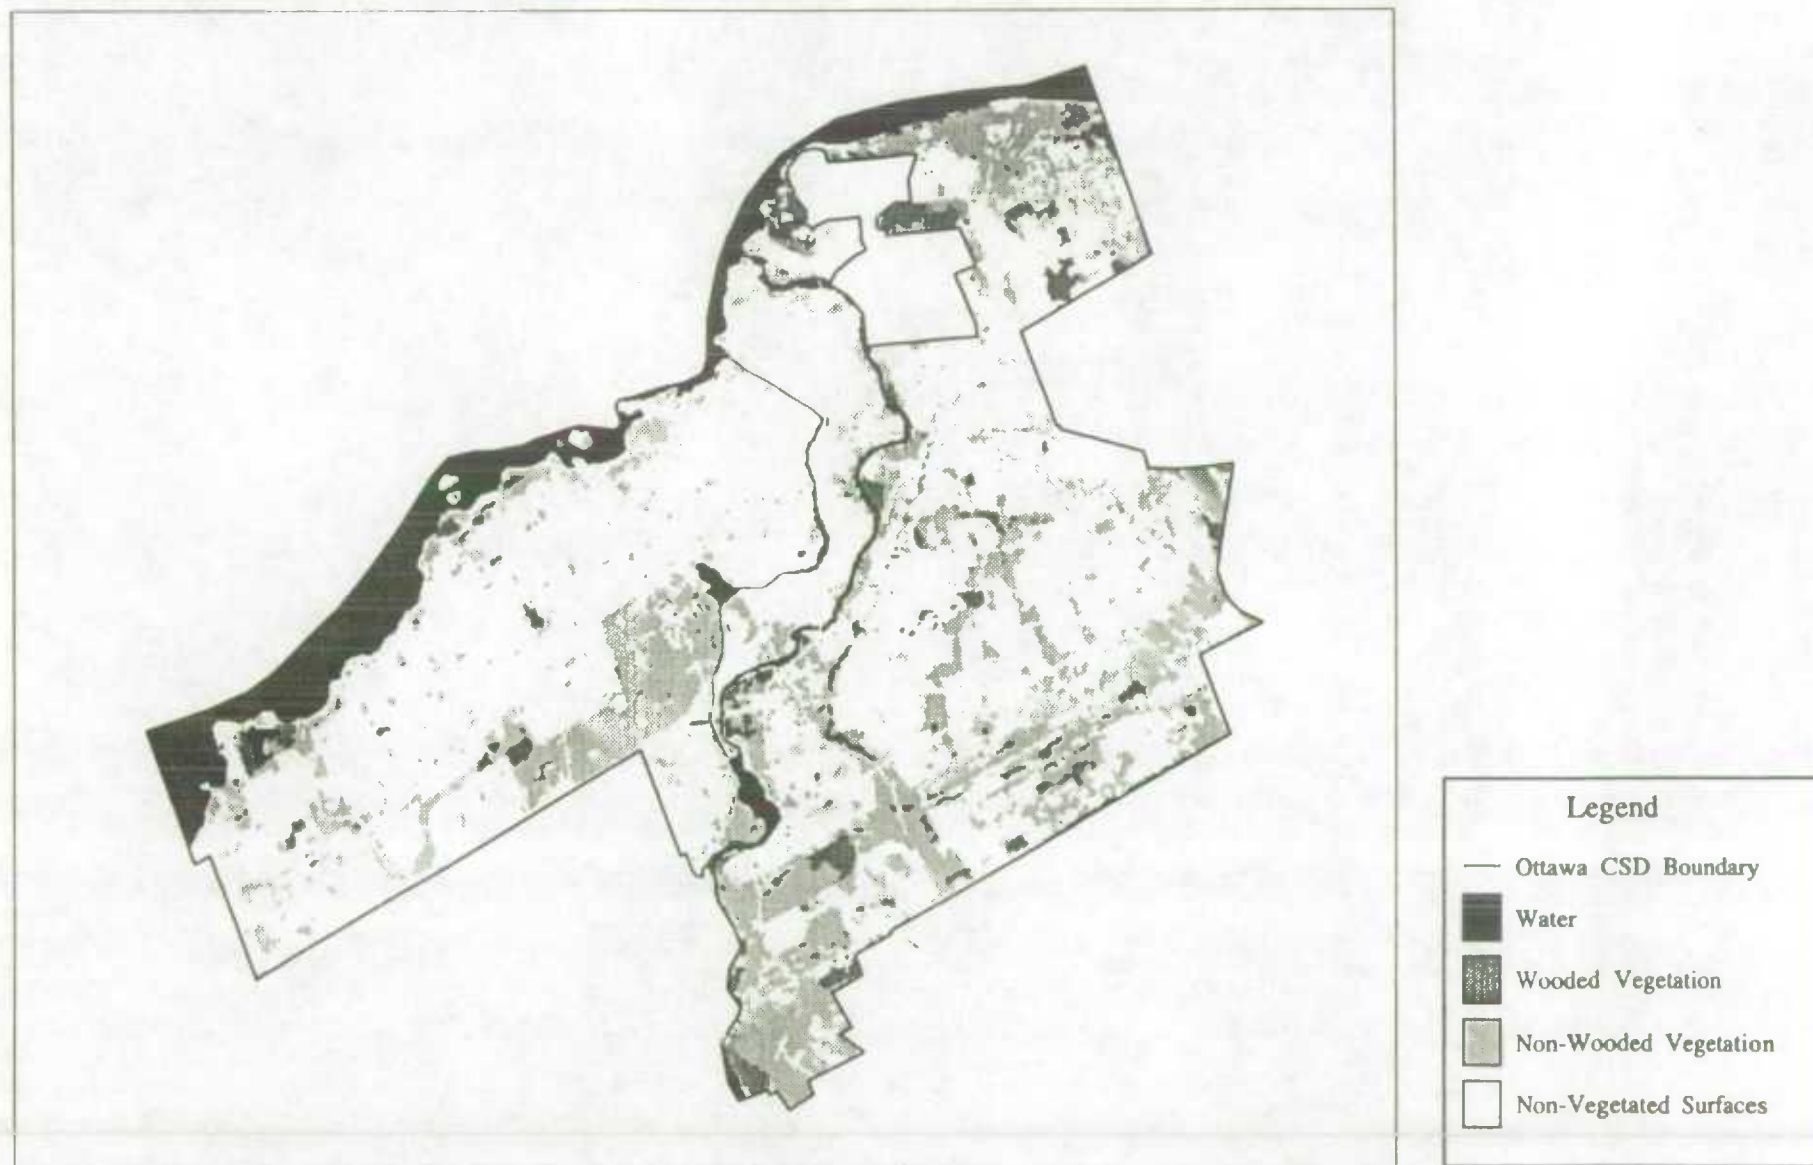 Legend
Ottawa CSD Boundary
Water
Wooded Vegetation
Non-Wooded Vegetation
Non-Vegetated Surfaces